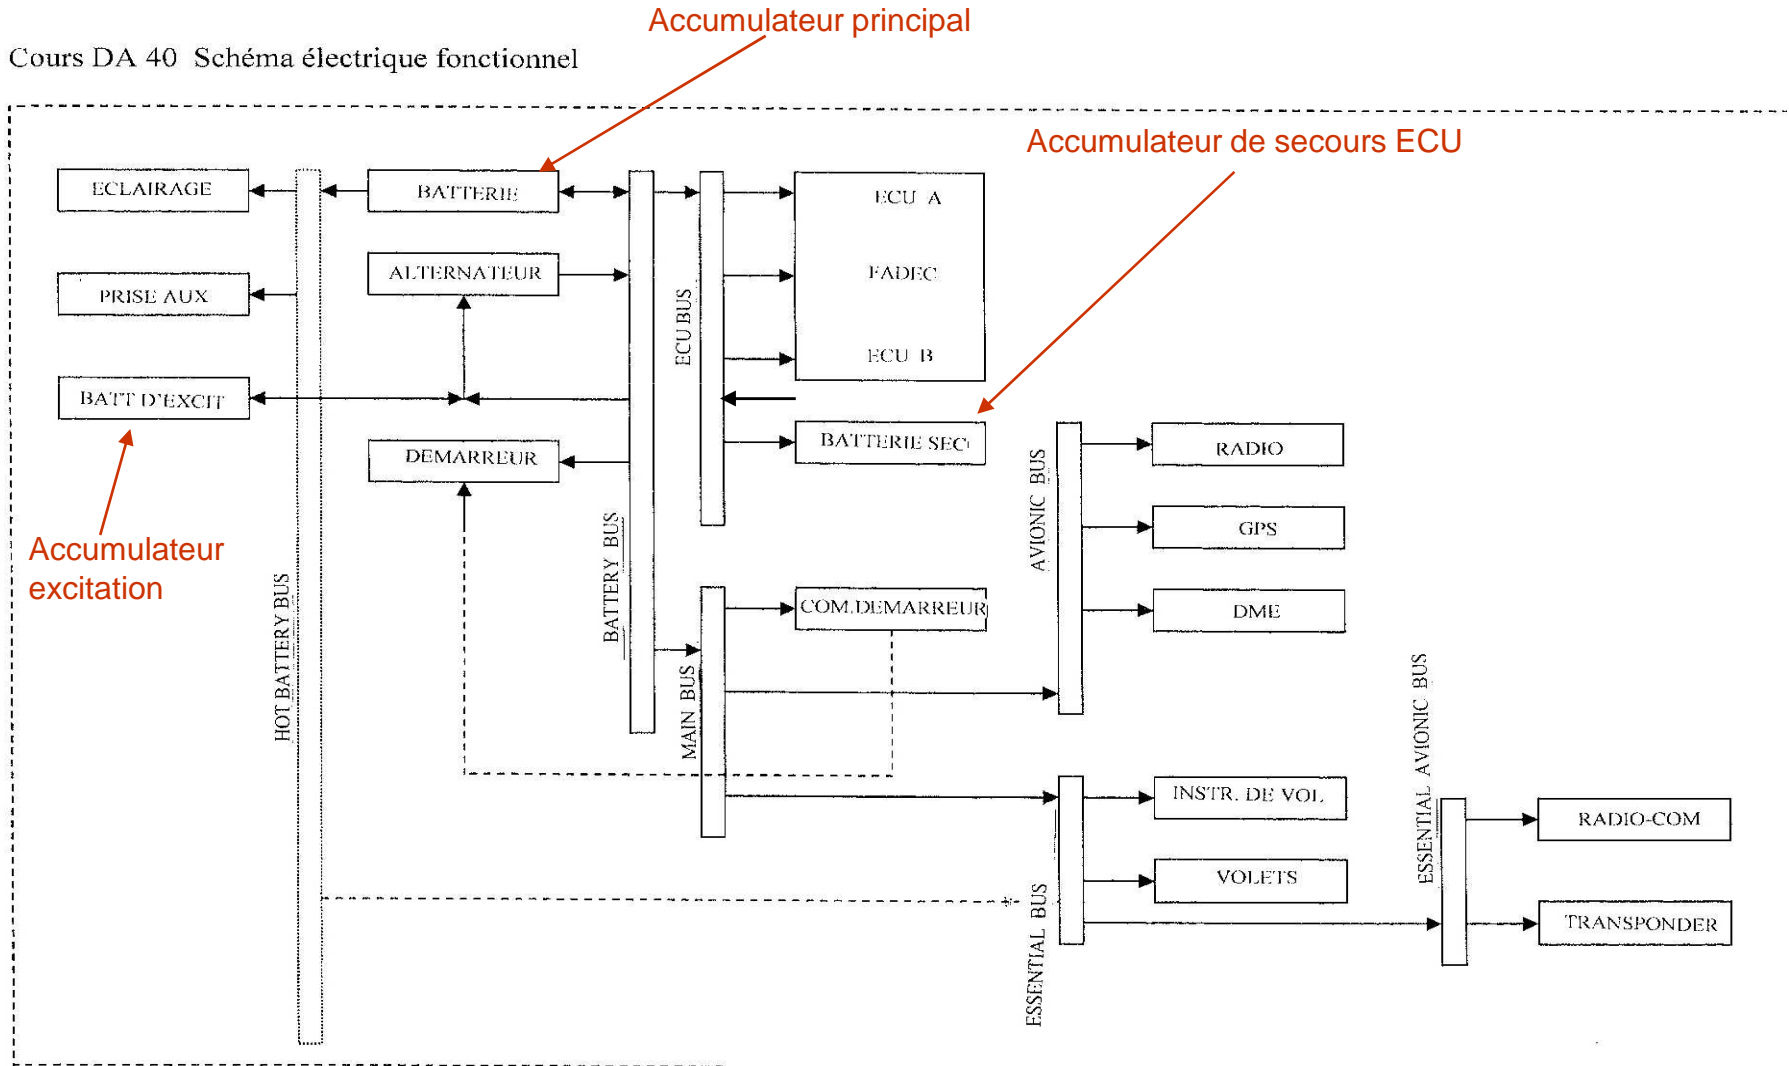 Accumulateur principal
Cours DA 40 Schéma électrique fonctionnel
Accumulateur de secours ECU
ECLAIRAGE
BATTERIE
ECU A
ALTERNATEUR
FADEC
PRISE AUX
ECU BUS
ECU B
BATT D'EXCIT
BATTERIE SEC
DEMARREUR
RADIO
AVIONIC BUS
GPS
Accumulateur
excitation
BATTERY BUS
HOT BATTERY BUS
COM.DEMARREUR
DME
MAIN BUS
ESSENTIAL AVIONIC BUS
INSTR. DE VOL
RADIO-COM
VOLETS
ESSENTIAL BUS
TRANSPONDER